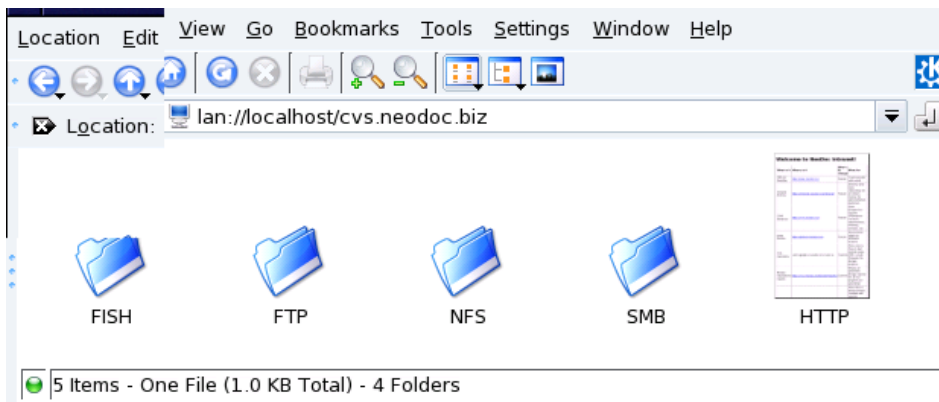 Location Edit View Go Bookmarks Tools Settings Window Help
Location: lan://localhost/cvs.neodoc.biz
FISH FTP NFS SMB HTTP
5 Items - One File (1.0 KB Total) - 4 Folders